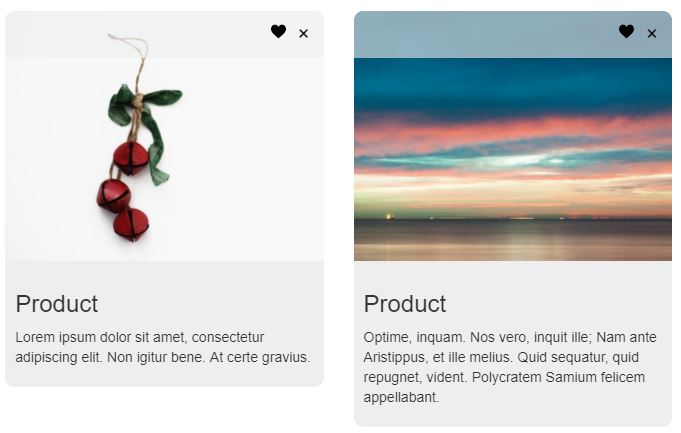 Product
Lorem ipsum dolor sit amet, consectetur
adipiscing elit. Non igitur bene. At certe gravius.
Product
Optime, inquam. Nos vero, inquit ille; Nam ante
Aristippus, et ille melius. Quid sequatur, quid
repugnet, vident. Polycratem Samium felicem
appellabant.